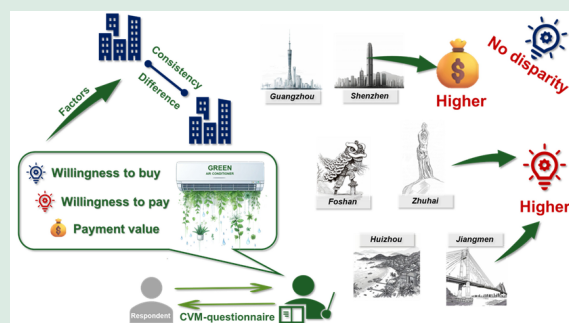 Factors
Consistency
Difference
GREEN
AIR CONDITIONER
Willingness to buy
Willingness to pay
Payment value
Respondent
CVM-questionnaire
Guangzhou
Shenzhen
Higher
No disparity
Foshan
Zhuhai
Higher
Huizhou
Jiangmen